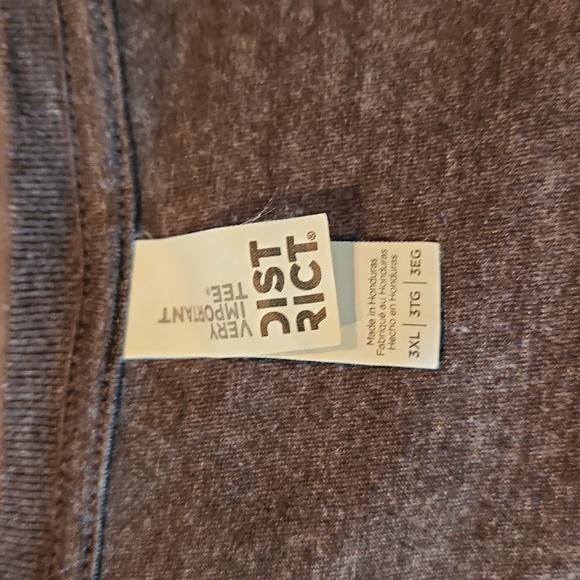 VERY
IMPORTANT
TEE®
DIST
RICT®
Made in Honduras
Fabriqué au Honduras
Hecho en Honduras
3XL | 3TG | 3EG